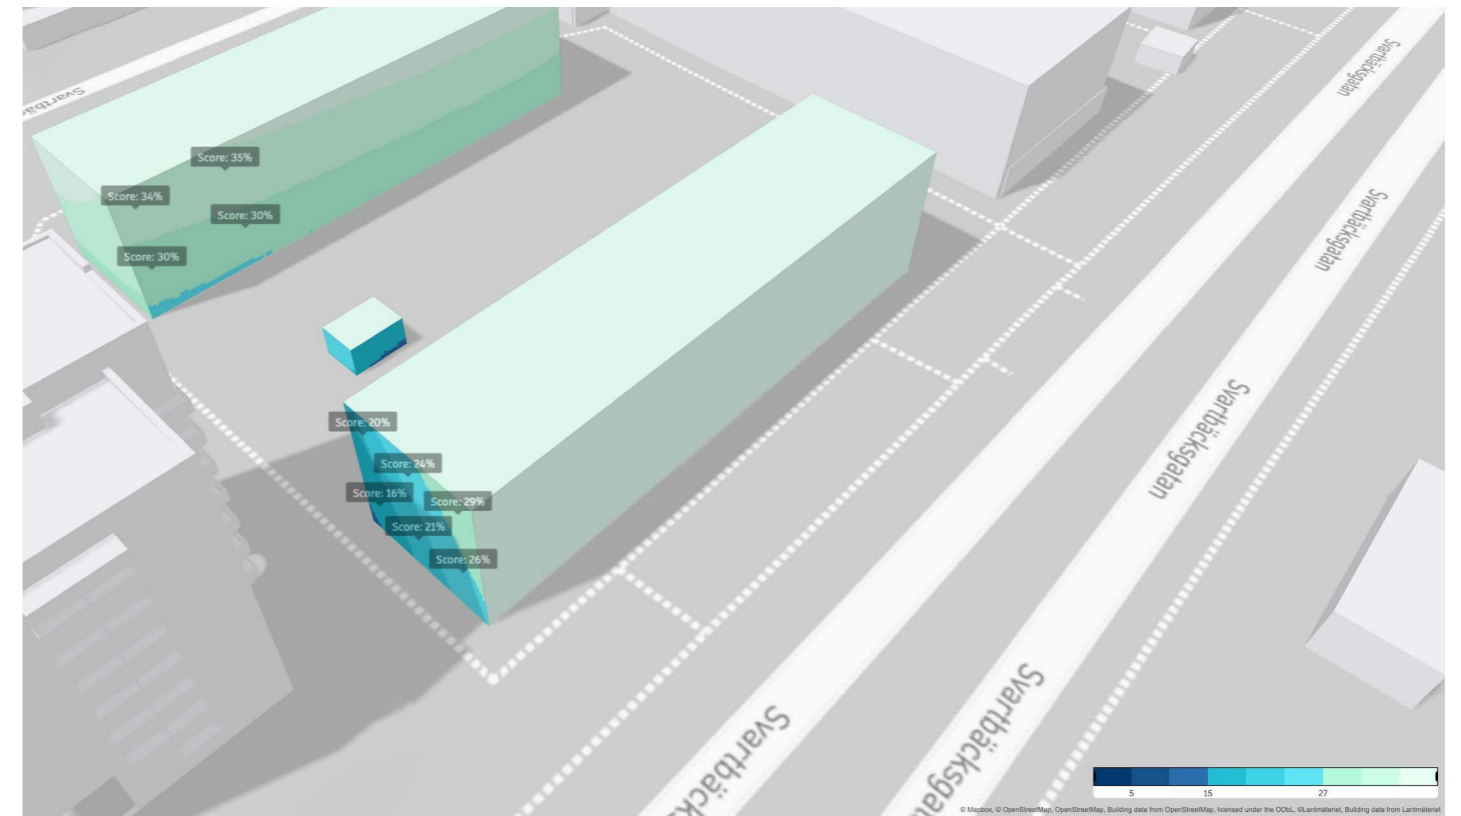 Svartbäcksgatan
Svartbä
Score: 35%
Score: 34%
Score: 30%
Score: 30%
Svartbäcksgatan
Score: 20%
Score: 24%
Score: 16%
Score: 29%
Score: 21%
Score: 26%
Svartbäcksgatan
Svartbäcksgatan
Svartbäcks
5 15 27
© Mapbox, © OpenStreetMap, OpenStreetMap, Building data from OpenStreetMap, licensed under the ODbL, ©Lantmäteriet, Building data from Lantmäteriet